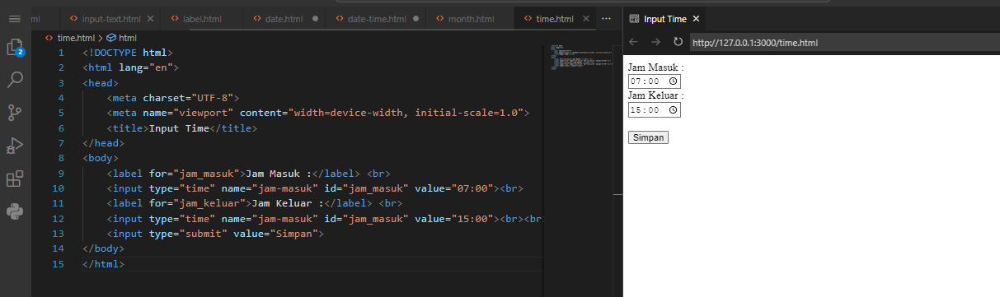 ml input-text.html label.html date.html date-time.html month.html time.html ...
time.html > html
2
1 <!DOCTYPE html>
2 <html lang="en">
3 <head>
4 <meta charset="UTF-8">
5 <meta name="viewport" content="width=device-width, initial-scale=1.0">
6 <title>Input Time</title>
7 </head>
8 <body>
9 <label for="jam_masuk">Jam Masuk :</label> <br>
10 <input type="time" name="jam-masuk" id="jam_masuk" value="07:00"><br>
11 <label for="jam_keluar">Jam Keluar :</label> <br>
12 <input type="time" name="jam-masuk" id="jam_masuk" value="15:00"><br><br
13 <input type="submit" value="Simpan">
14 </body>
15 </html>
Input Time
http://127.0.0.1:3000/time.html
Jam Masuk :
07:00
Jam Keluar :
15:00
Simpan